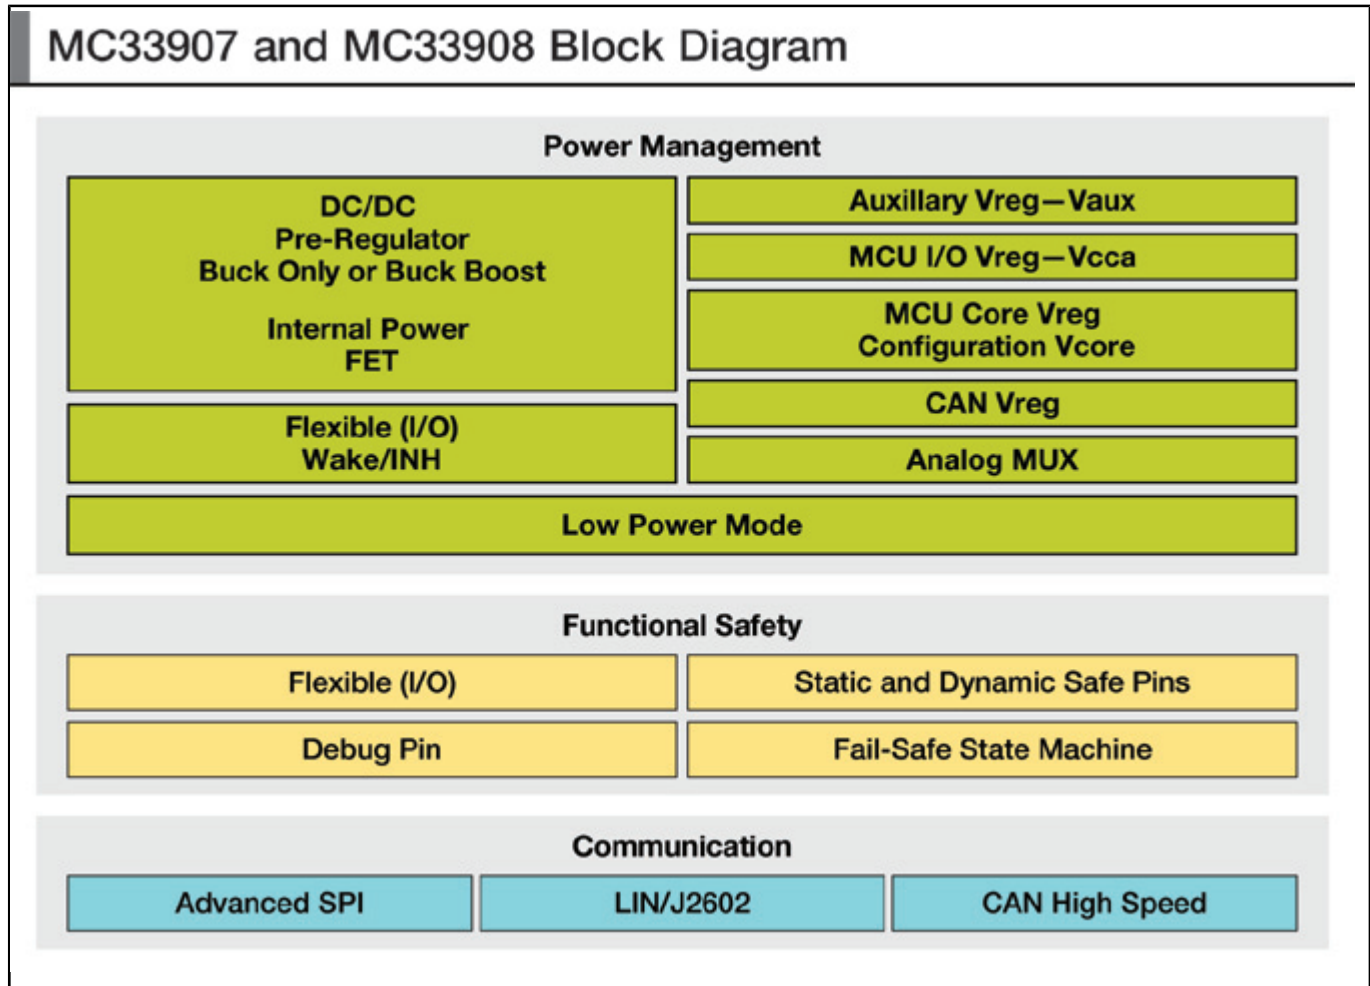 MC33907 and MC33908 Block Diagram
Power Management
DC/DC
Pre-Regulator
Buck Only or Buck Boost
Internal Power
FET
Flexible (I/O)
Wake/INH
Auxillary Vreg—Vaux
MCU I/O Vreg—Vcca
MCU Core Vreg
Configuration Vcore
CAN Vreg
Analog MUX
Low Power Mode
Functional Safety
Flexible (I/O)
Static and Dynamic Safe Pins
Debug Pin
Fail-Safe State Machine
Communication
Advanced SPI
LIN/J2602
CAN High Speed